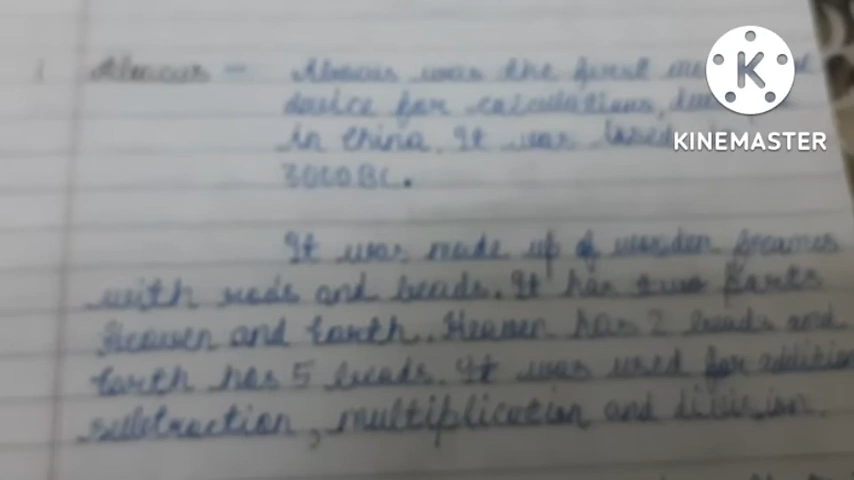 1 Abacus - Abacus was the first
device for calculations,
in China. It was
3000 BC.
It was made up of wooden frames
with rods and beads. It has two parts
Heaven and Earth. Heaven has 2 beads and
Earth has 5 beads. It was used for addition
subtraction, multiplication and division.
K
KINEMASTER